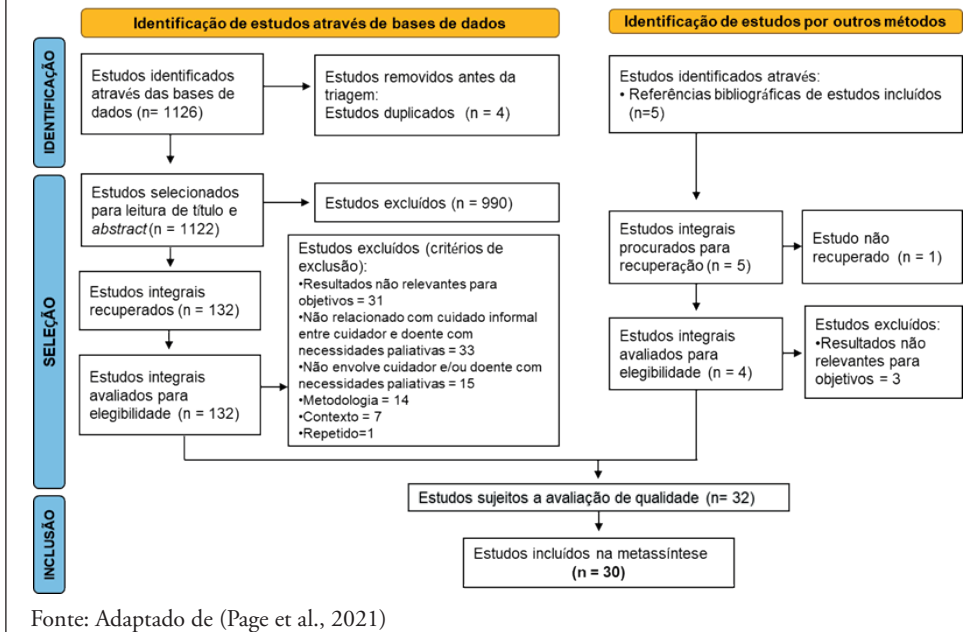 Identificação de estudos através de bases de dados
Identificação de estudos por outros métodos
IDENTIFICAÇÃO
Estudos identificados
através das bases de
dados (n= 1126)
Estudos removidos antes da
triagem:
Estudos duplicados (n = 4)
Estudos identificados através:
• Referências bibliográficas de estudos incluídos
(n=5)
SELEÇÃO
Estudos selecionados
para leitura de título e
abstract (n = 1122)
Estudos excluídos (n = 990)
Estudos integrais
recuperados (n = 132)
Estudos integrais
avaliados para
elegibilidade (n = 132)
Estudos excluídos (critérios de
exclusão):
•Resultados não relevantes para
objetivos = 31
•Não relacionado com cuidado informal
entre cuidador e doente com
necessidades paliativas = 33
•Não envolve cuidador e/ou doente com
necessidades paliativas = 15
•Metodologia = 14
•Contexto = 7
•Repetido=1
Estudos integrais
procurados para
recuperação (n = 5)
Estudo não
recuperado (n = 1)
Estudos integrais
avaliados para
elegibilidade (n = 4)
Estudos excluídos:
•Resultados não
relevantes para
objetivos = 3
Estudos sujeitos a avaliação de qualidade (n= 32)
INCLUSÃO
Estudos incluídos na metassíntese
(n = 30)
Fonte: Adaptado de (Page et al., 2021)